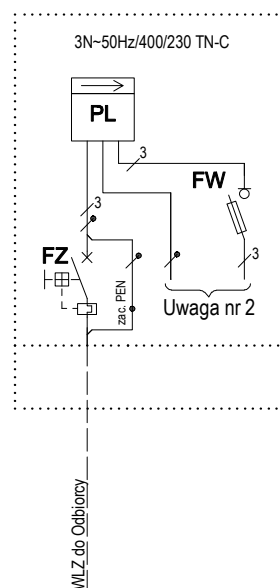 3N~50Hz/400/230 TN-C
PL
3
FW
3
FZ
zac. PEN
3
Uwaga nr 2
WLZ do Odbiorcy